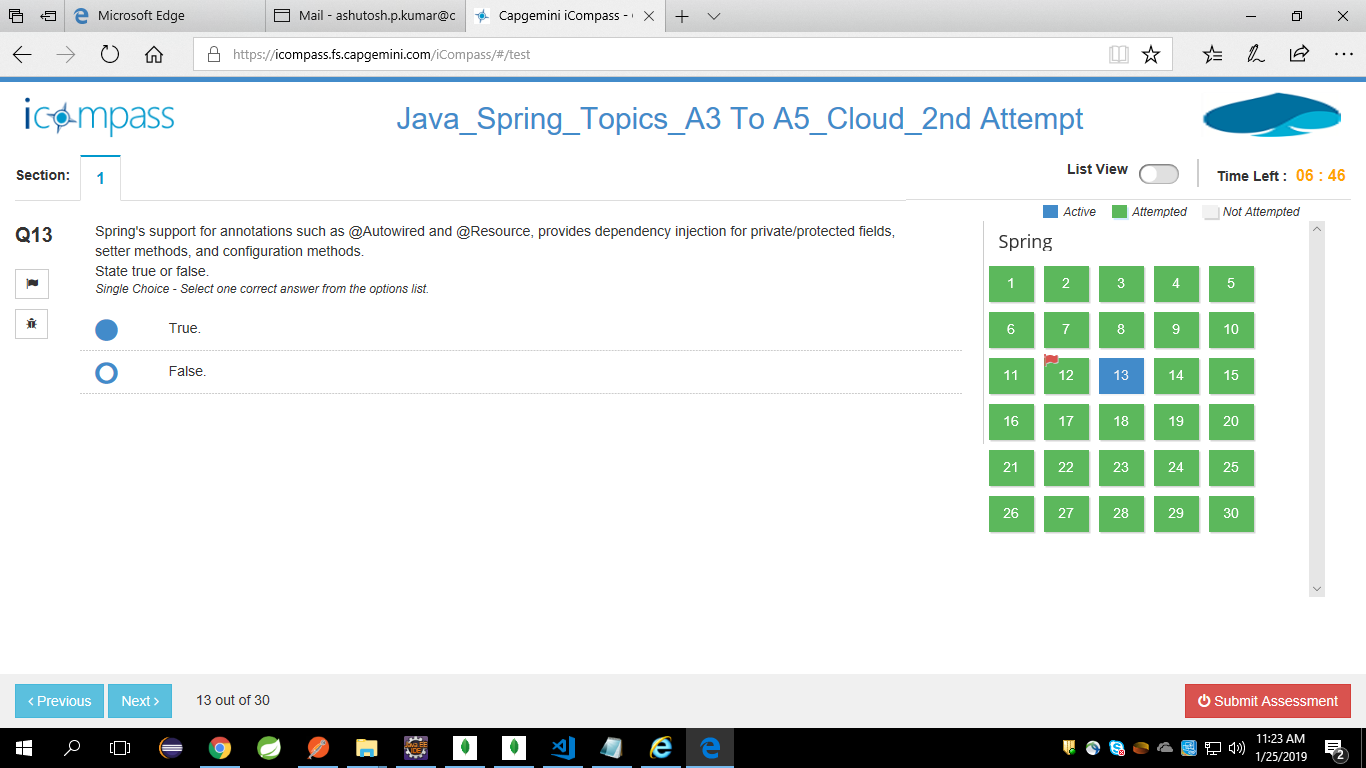 Microsoft Edge
Mail - ashutosh.p.kumar@c
Capgemini iCompass - 
https://icompass.fs.capgemini.com/iCompass/#/test
icompass
Java_Spring_Topics_A3 To A5_Cloud_2nd Attempt
Section: 1
List View
Time Left : 06 : 46
Active Attempted Not Attempted
Q13
Spring's support for annotations such as @Autowired and @Resource, provides dependency injection for private/protected fields,
setter methods, and configuration methods.
State true or false.
Single Choice - Select one correct answer from the options list.
True.
False.
Spring
1 2 3 4 5
6 7 8 9 10
11 12 13 14 15
16 17 18 19 20
21 22 23 24 25
26 27 28 29 30
‹ Previous
Next ›
13 out of 30
Submit Assessment
Java EE
IDE
11:23 AM
1/25/2019
2